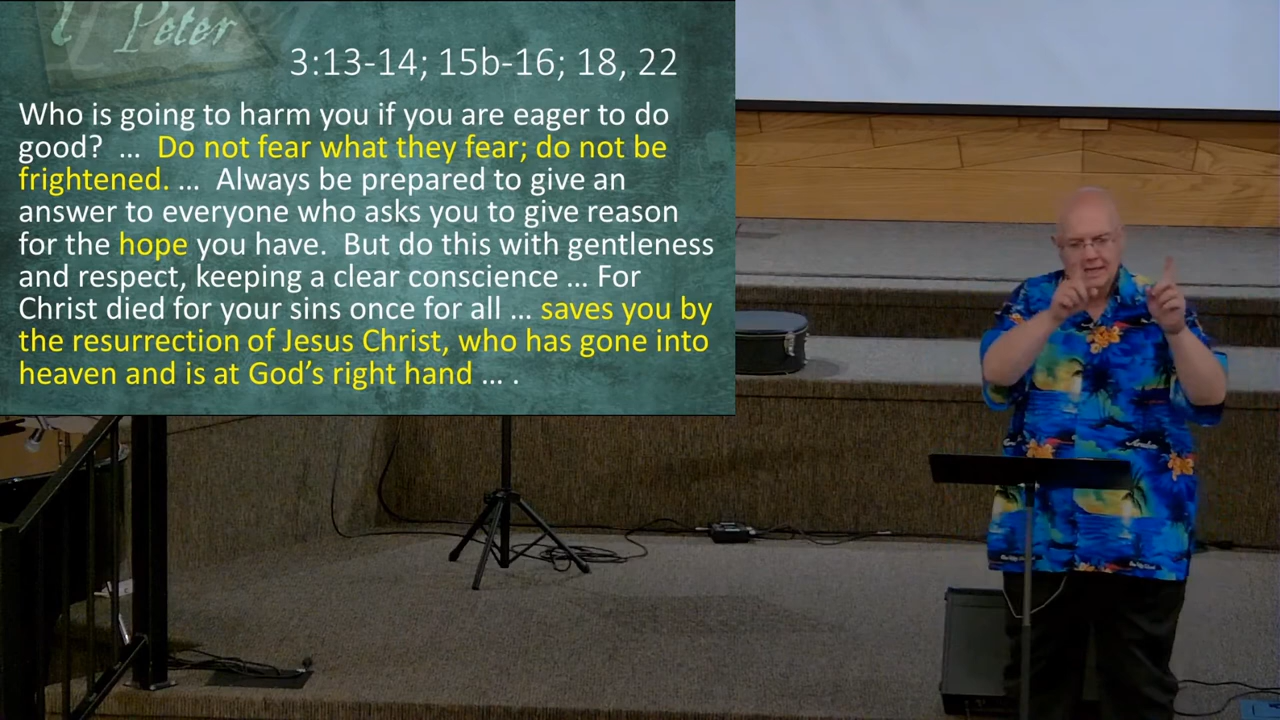 1 Peter
3:13-14; 15b-16; 18, 22
Who is going to harm you if you are eager to do
good? ... Do not fear what they fear; do not be
frightened. ... Always be prepared to give an
answer to everyone who asks you to give reason
for the hope you have. But do this with gentleness
and respect, keeping a clear conscience ... For
Christ died for your sins once for all ... saves you by
the resurrection of Jesus Christ, who has gone into
heaven and is at God’s right hand ... .